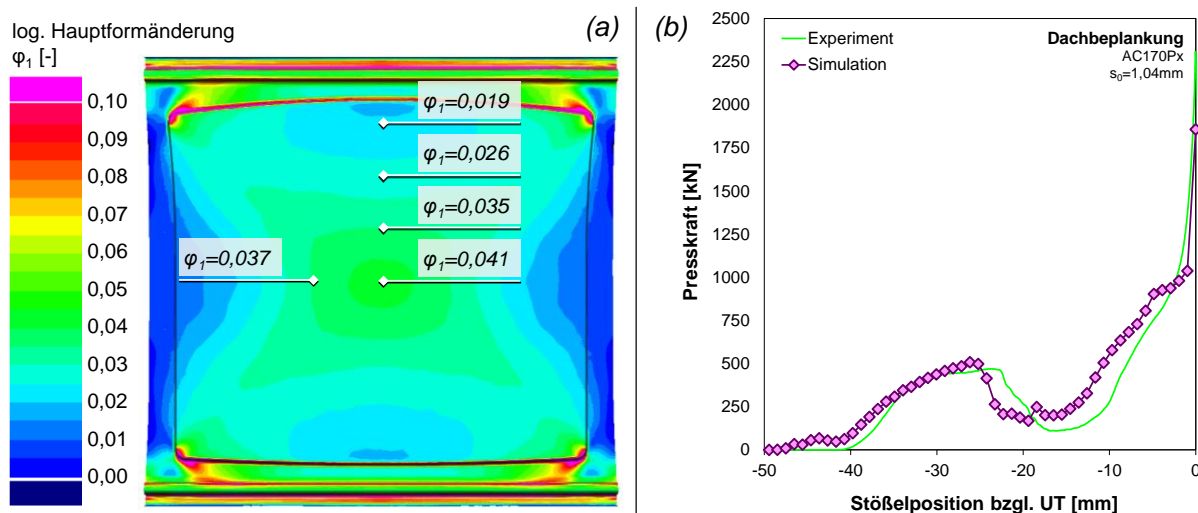 log. Hauptformänderung
φ₁ [-]
(a)
0,10
0,09
0,08
0,07
0,06
0,05
0,04
0,03
0,02
0,01
0,00
φ₁=0,019
φ₁=0,026
φ₁=0,035
φ₁=0,037
φ₁=0,041
(b)
Presskraft [kN]
2500
2250
2000
1750
1500
1250
1000
750
500
250
0
Experiment
Simulation
Dachbeplankung
AC170Px
s₀=1,04mm
-50
-40
-30
-20
-10
0
Stößelposition bzgl. UT [mm]